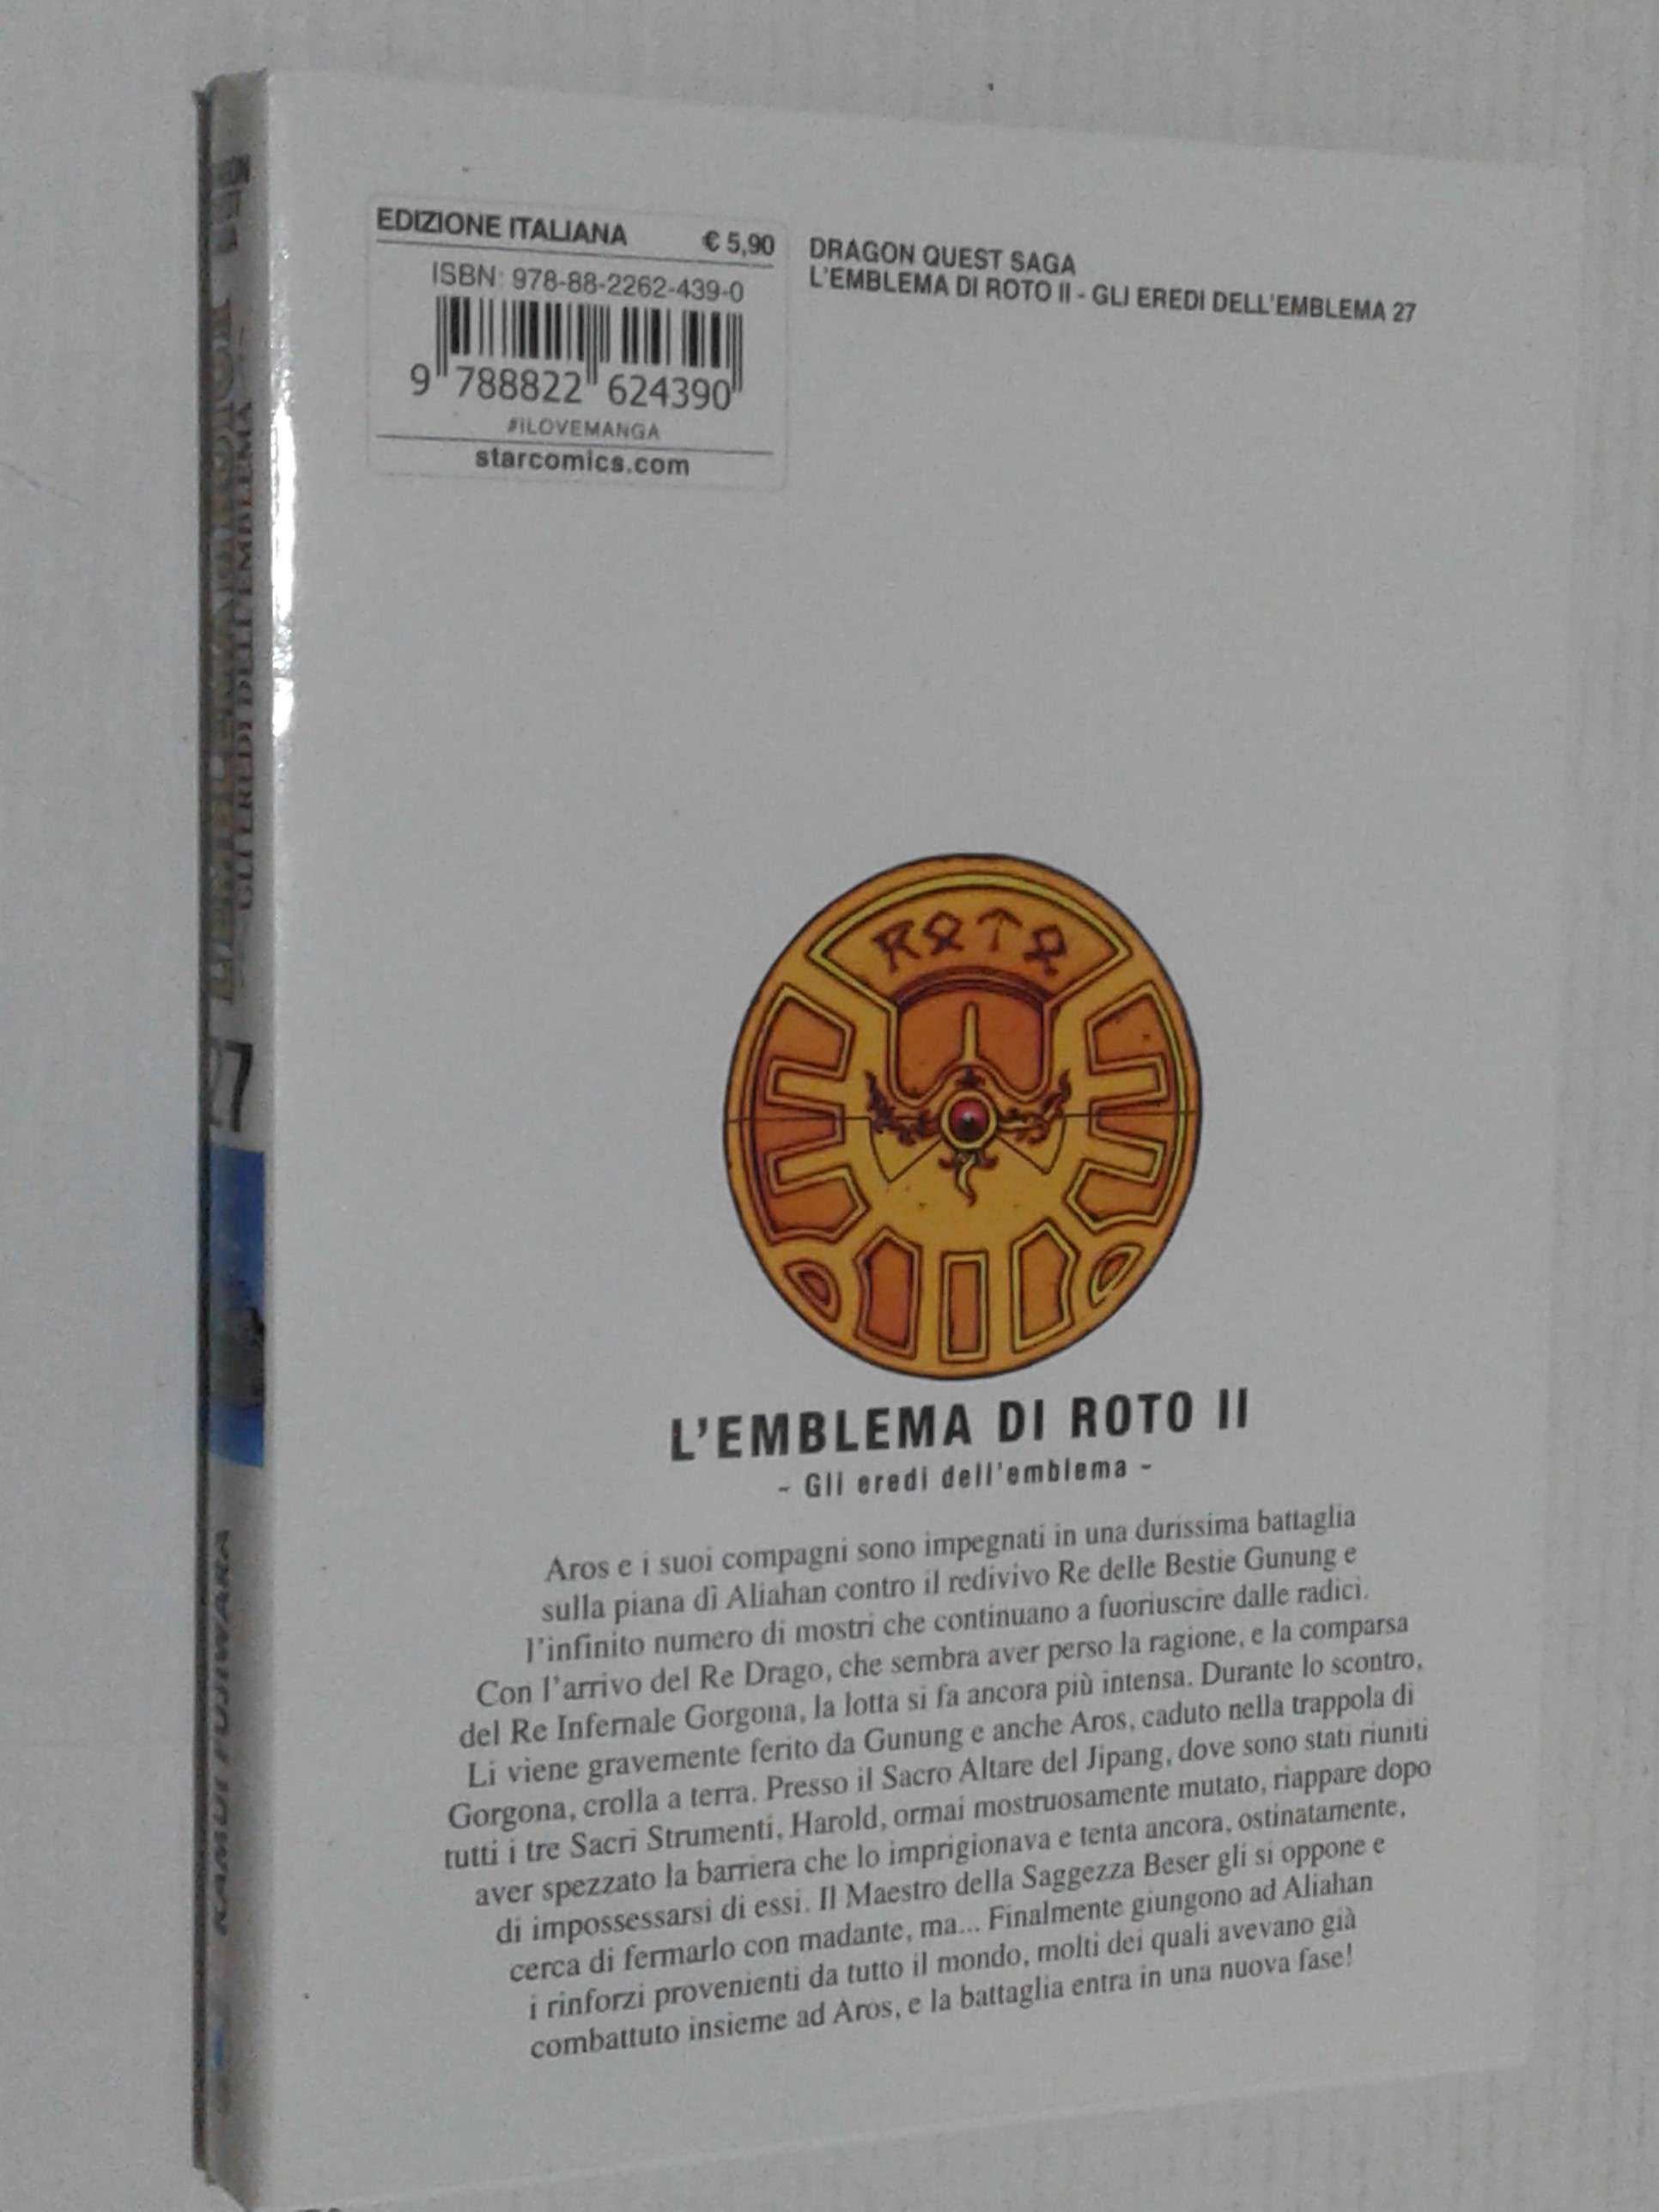 EDIZIONE ITALIANA € 5,90
ISBN: 978-88-2262-439-0
9 788822 624390
#ILOVEMANGA
starcomics.com
DRAGON QUEST SAGA
L'EMBLEMA DI ROTO II - GLI EREDI DELL'EMBLEMA 27
ROTO
L'EMBLEMA DI ROTO II
- Gli eredi dell'emblema -
Aros e i suoi compagni sono impegnati in una durissima battaglia
sulla piana di Aliahan contro il redivivo Re delle Bestie Gunung e
l'infinito numero di mostri che continuano a fuoriuscire dalle radici.
Con l'arrivo del Re Drago, che sembra aver perso la ragione, e la comparsa
del Re Infernale Gorgona, la lotta si fa ancora più intensa. Durante lo scontro,
Li viene gravemente ferito da Gunung e anche Aros, caduto nella trappola di
Gorgona, crolla a terra. Presso il Sacro Altare del Jipang, dove sono stati riuniti
tutti i tre Sacri Strumenti, Harold, ormai mostruosamente mutato, riappare dopo
aver spezzato la barriera che lo imprigionava e tenta ancora, ostinatamente,
di impossessarsi di essi. Il Maestro della Saggezza Beser gli si oppone e
cerca di fermarlo con madante, ma... Finalmente giungono ad Aliahan
i rinforzi provenienti da tutto il mondo, molti dei quali avevano già
combattuto insieme ad Aros, e la battaglia entra in una nuova fase!
GLI EREDI DELL'EMBLEMA
KAMUI FUJIWARA